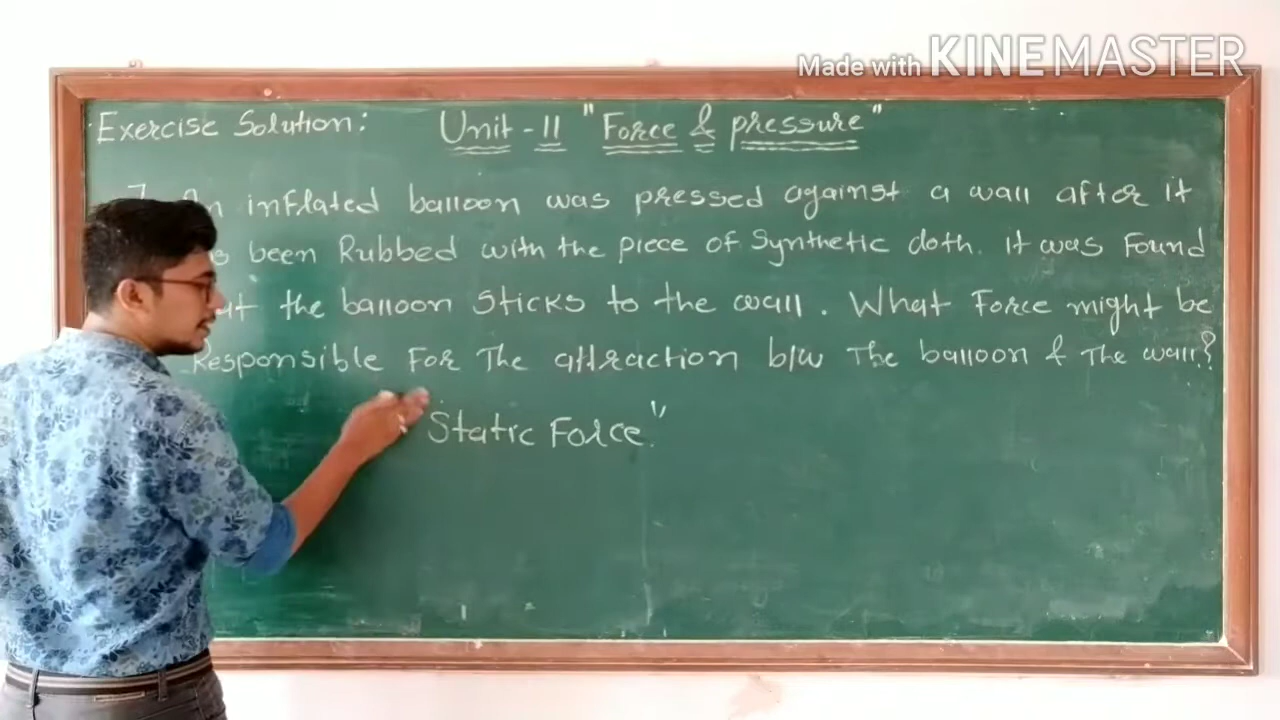 Made with KINEMASTER
Exercise Solution: Unit - 11 "Force & pressure"
7. An inflated balloon was pressed against a wall after it
been Rubbed with the piece of Synthetic cloth. it was Found
the balloon Sticks to the wall. What Force might be
Responsible For The attraction b/w The balloon & The wall?
"Static Force."